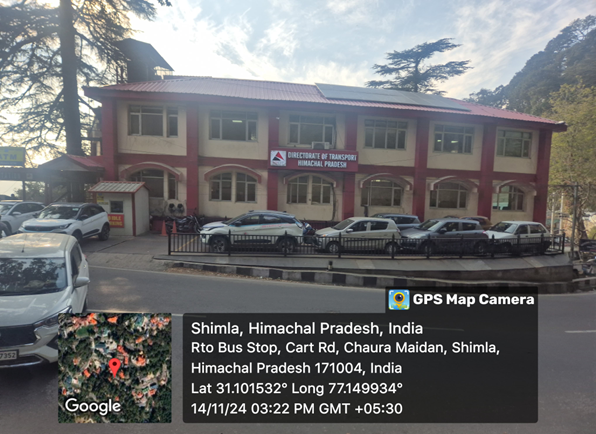 DIRECTORATE OF TRANSPORT
HIMACHAL PRADESH
GPS Map Camera
Shimla, Himachal Pradesh, India
Rto Bus Stop, Cart Rd, Chaura Maidan, Shimla,
Himachal Pradesh 171004, India
Lat 31.101532° Long 77.149934°
14/11/24 03:22 PM GMT +05:30
Google